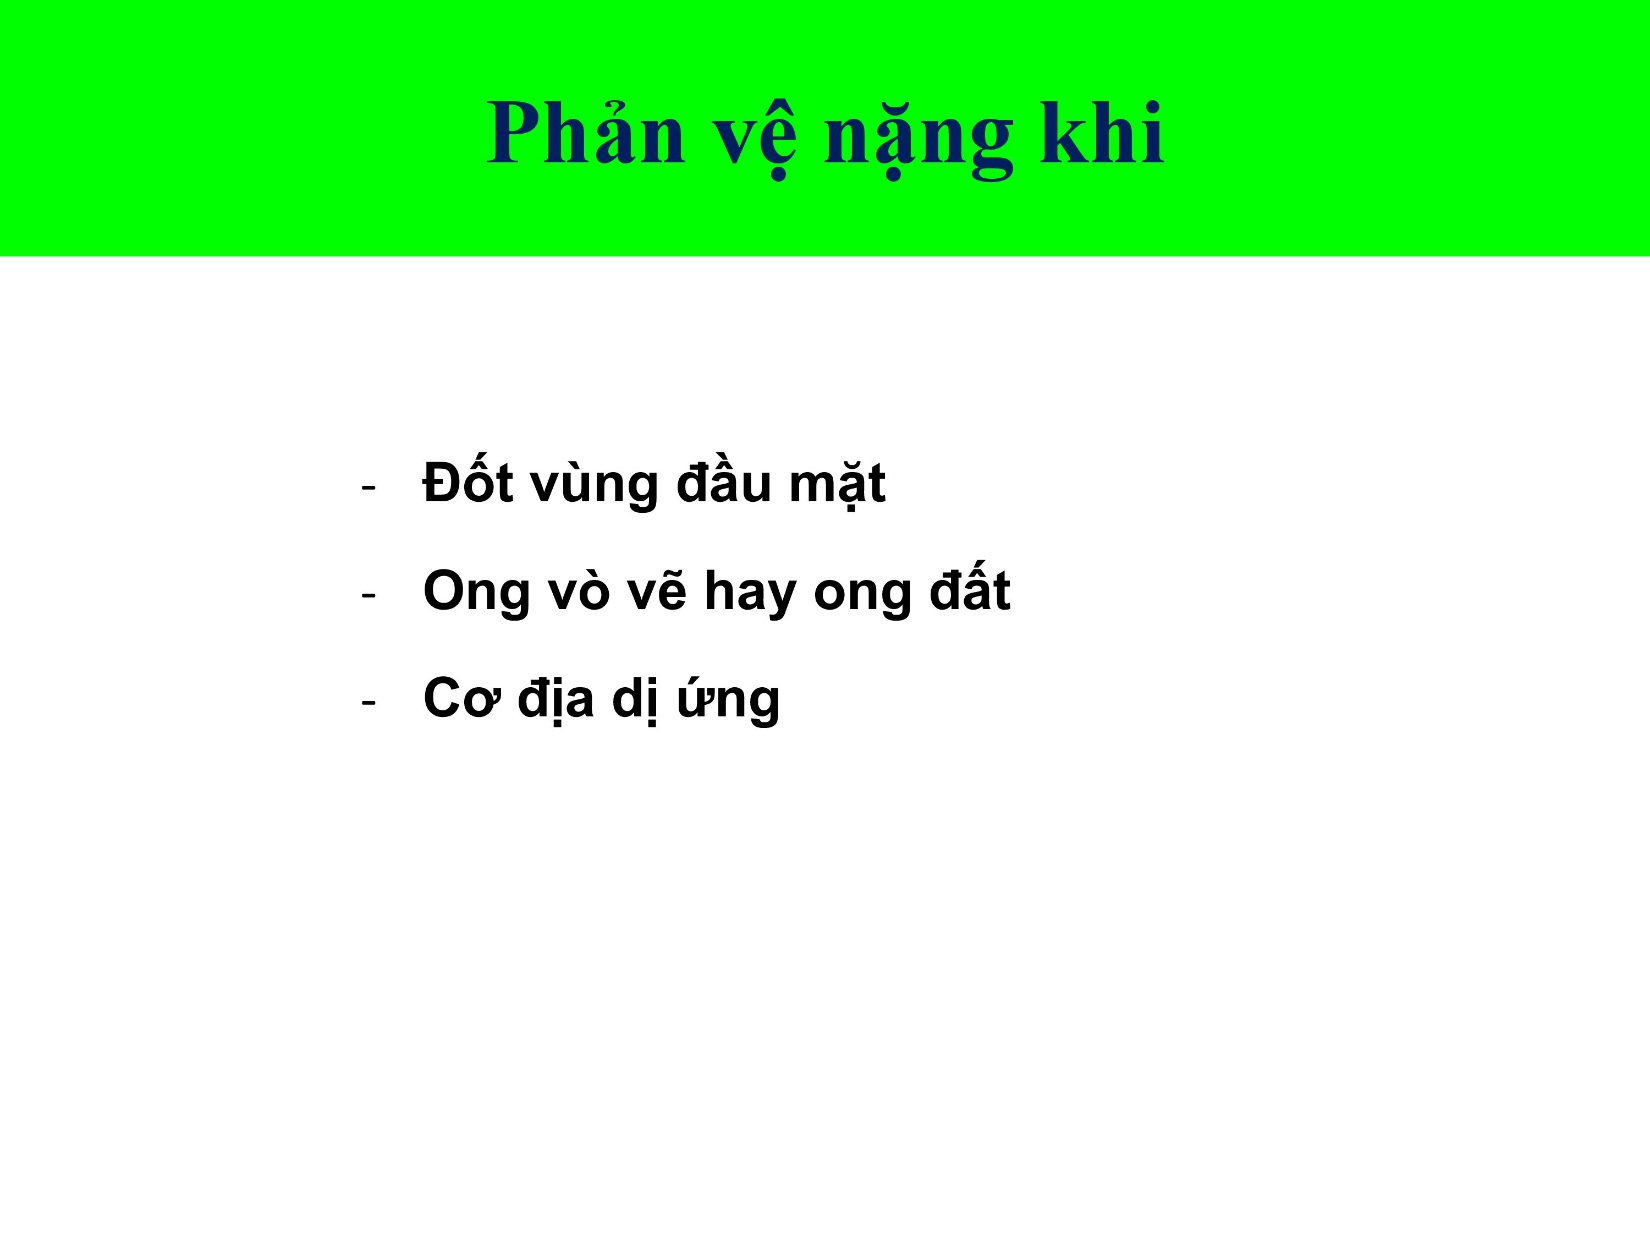 Phản vệ nặng khi
- Đốt vùng đầu mặt
- Ong vò vẽ hay ong đất
- Cơ địa dị ứng